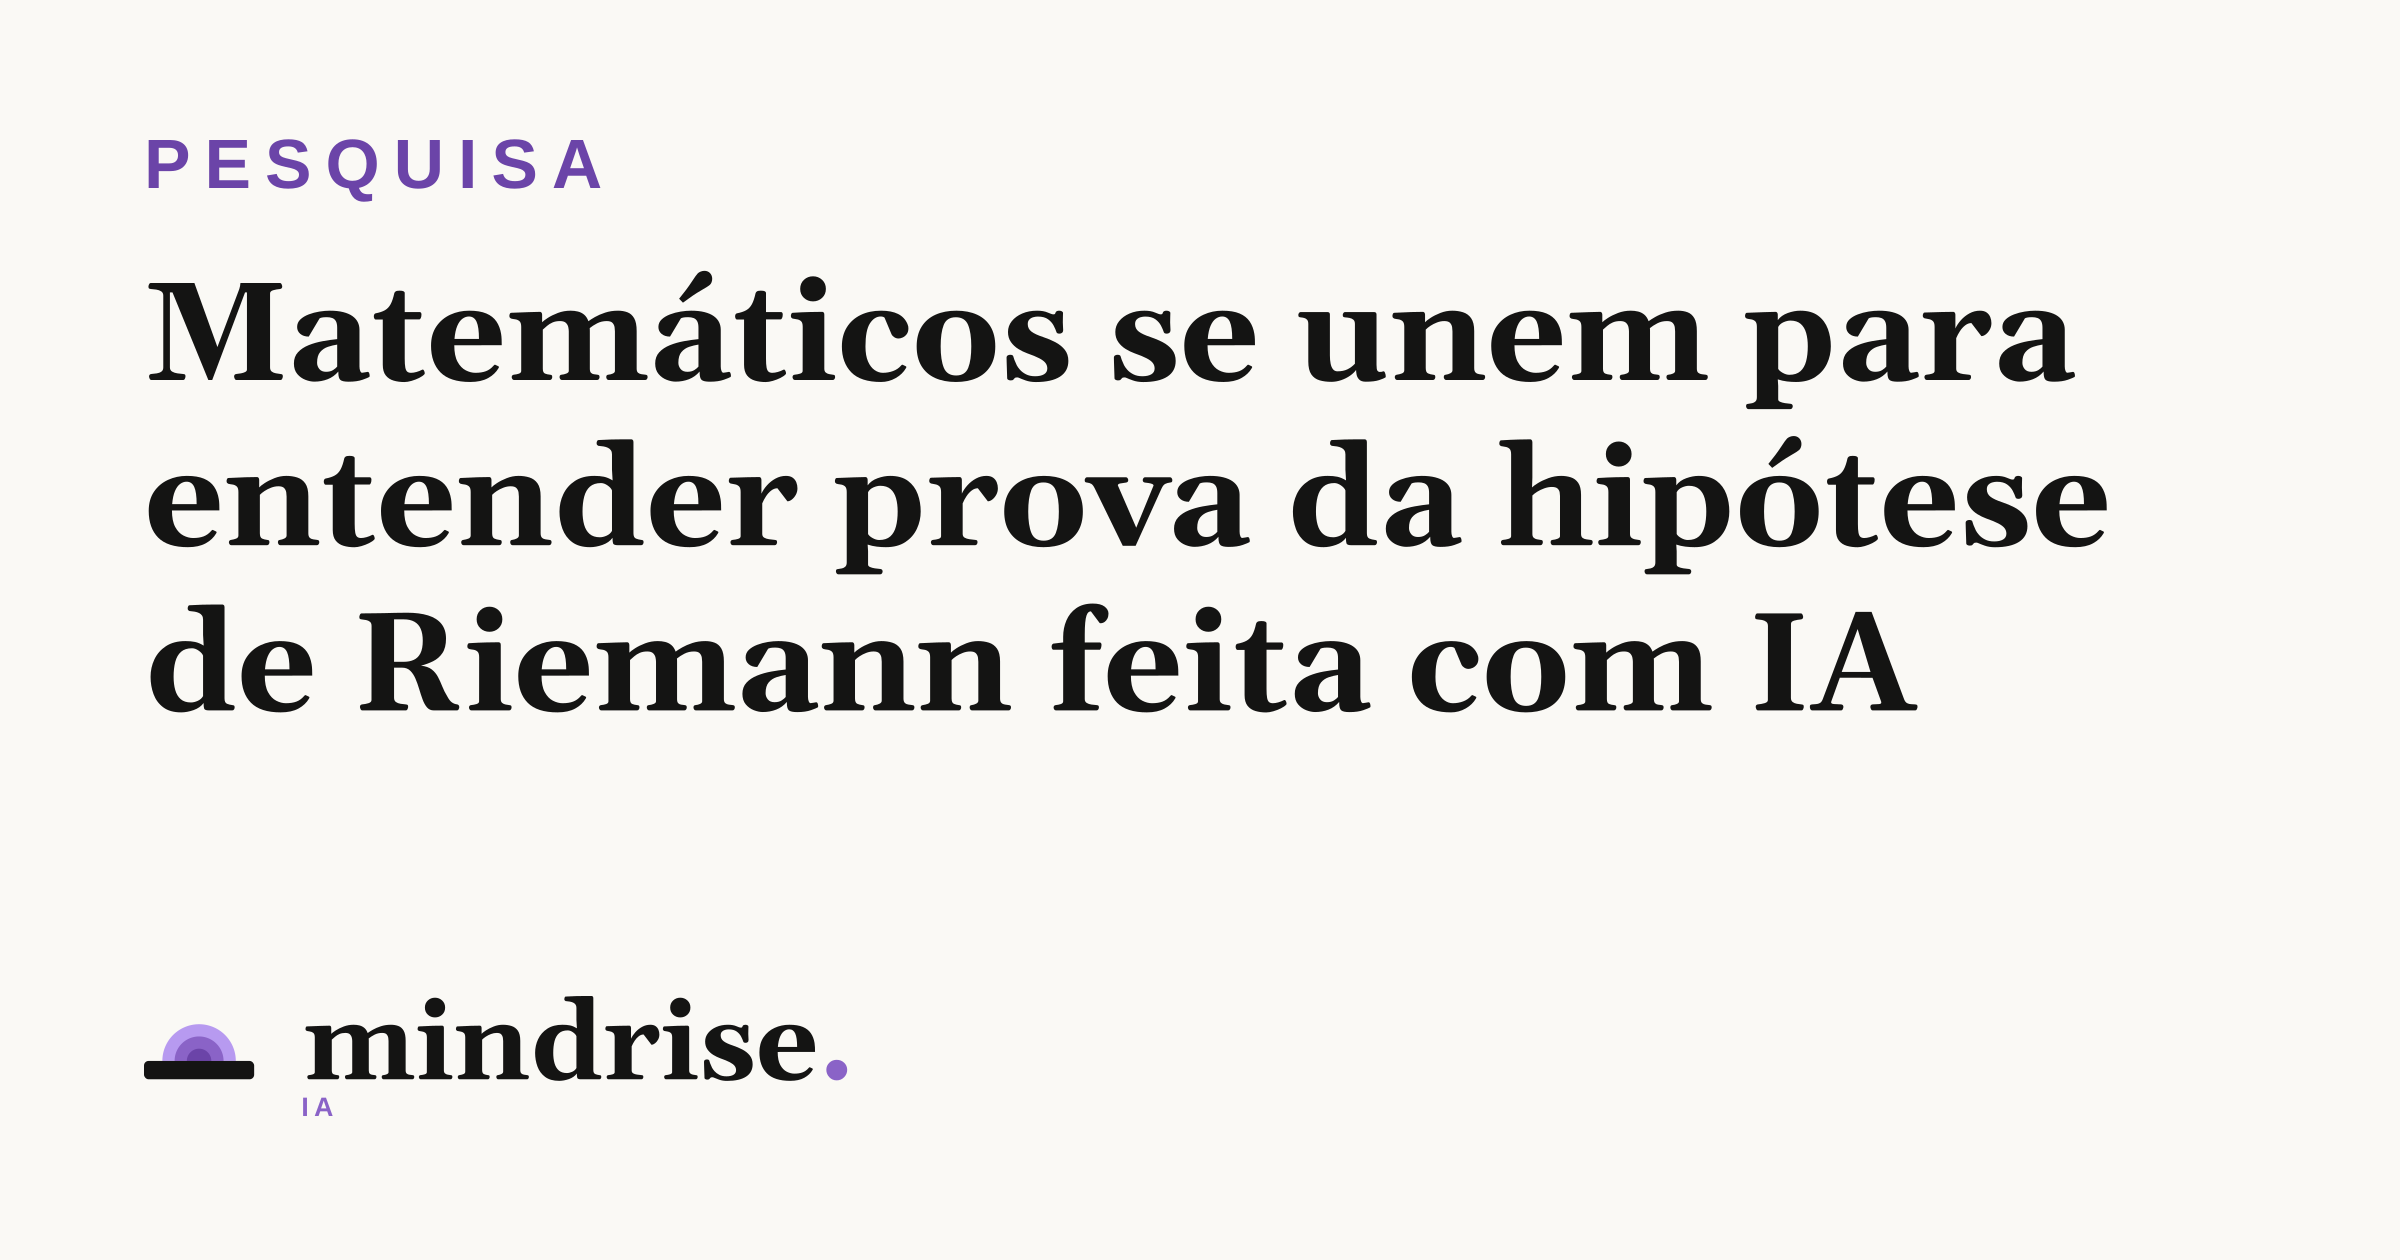 PESQUISA
Matemáticos se unem para
entender prova da hipótese
de Riemann feita com IA
mindrise.
IA